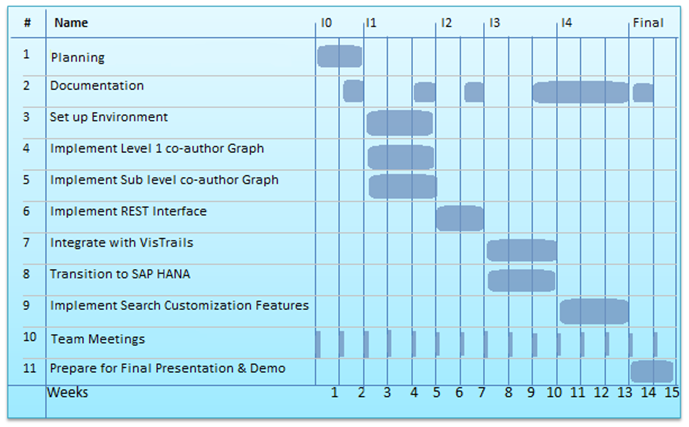 # Name I0 I1 I2 I3 I4 Final
1 Planning
2 Documentation
3 Set up Environment
4 Implement Level 1 co-author Graph
5 Implement Sub level co-author Graph
6 Implement REST Interface
7 Integrate with VisTrails
8 Transition to SAP HANA
9 Implement Search Customization Features
10 Team Meetings
11 Prepare for Final Presentation & Demo
Weeks 1 2 3 4 5 6 7 8 9 10 11 12 13 14 15